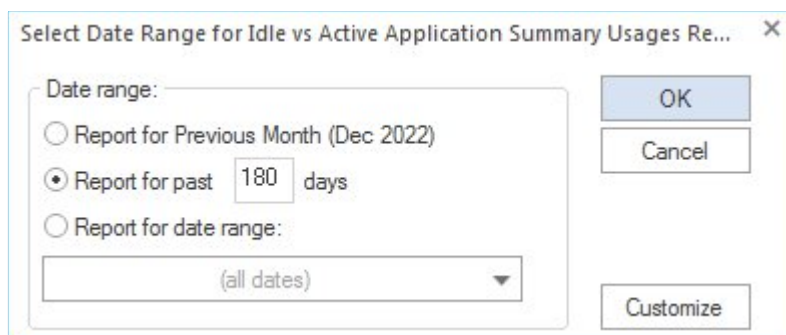 Select Date Range for Idle vs Active Application Summary Usages Re...
Date range:
OK
Report for Previous Month (Dec 2022)
Cancel
Report for past 180 days
Report for date range:
(all dates)
Customize